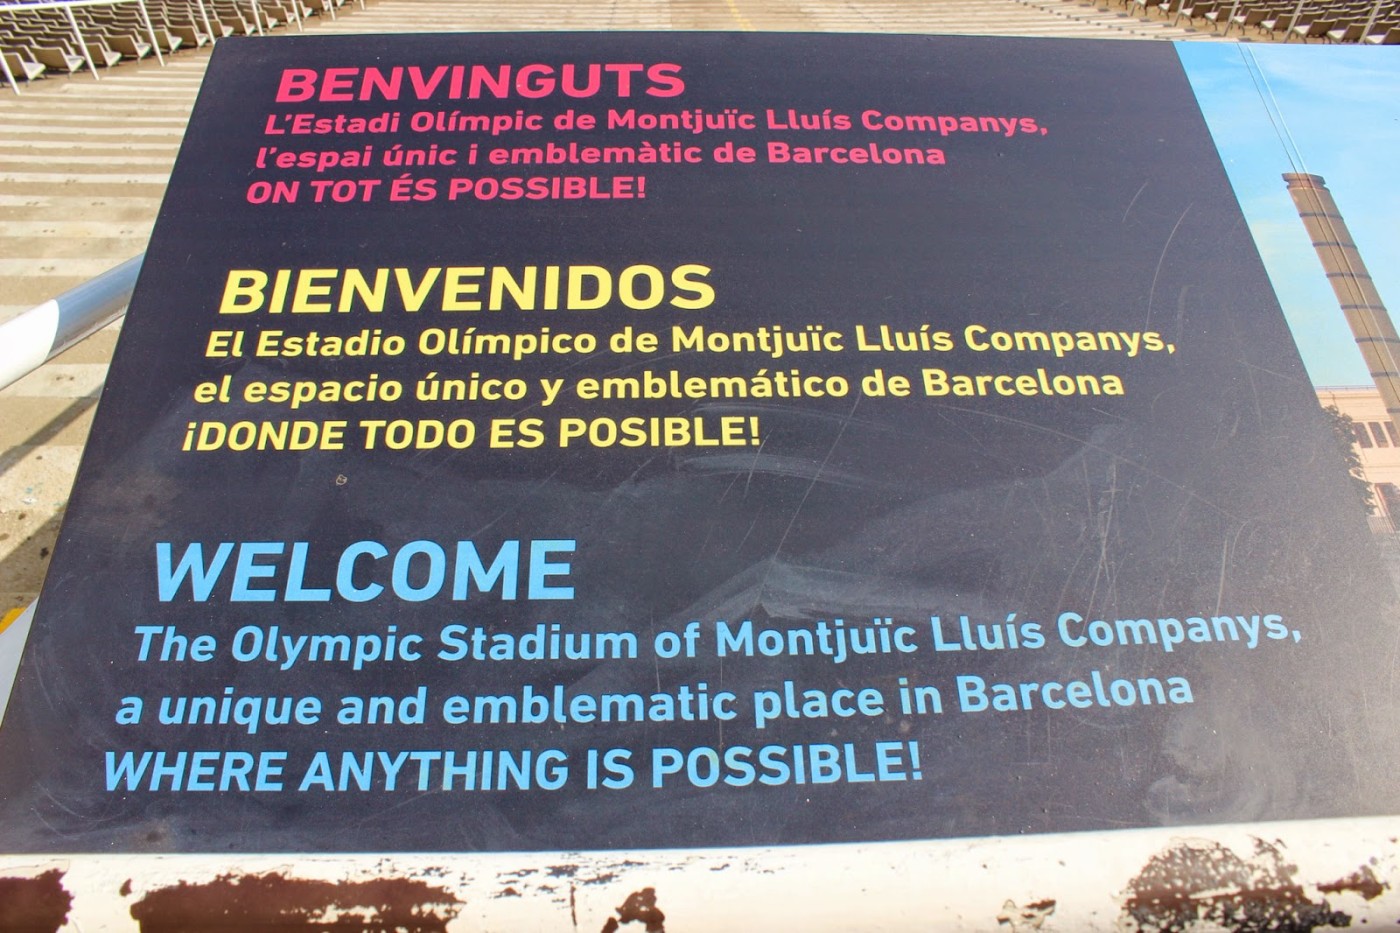 BENVINGUTS
L'Estadi Olímpic de Montjuïc Lluís Companys,
l'espai únic i emblemàtic de Barcelona
ON TOT ÉS POSSIBLE!
BIENVENIDOS
El Estadio Olímpico de Montjuïc Lluís Companys,
el espacio único y emblemático de Barcelona
¡DONDE TODO ES POSIBLE!
WELCOME
The Olympic Stadium of Montjuïc Lluís Companys,
a unique and emblematic place in Barcelona
WHERE ANYTHING IS POSSIBLE!